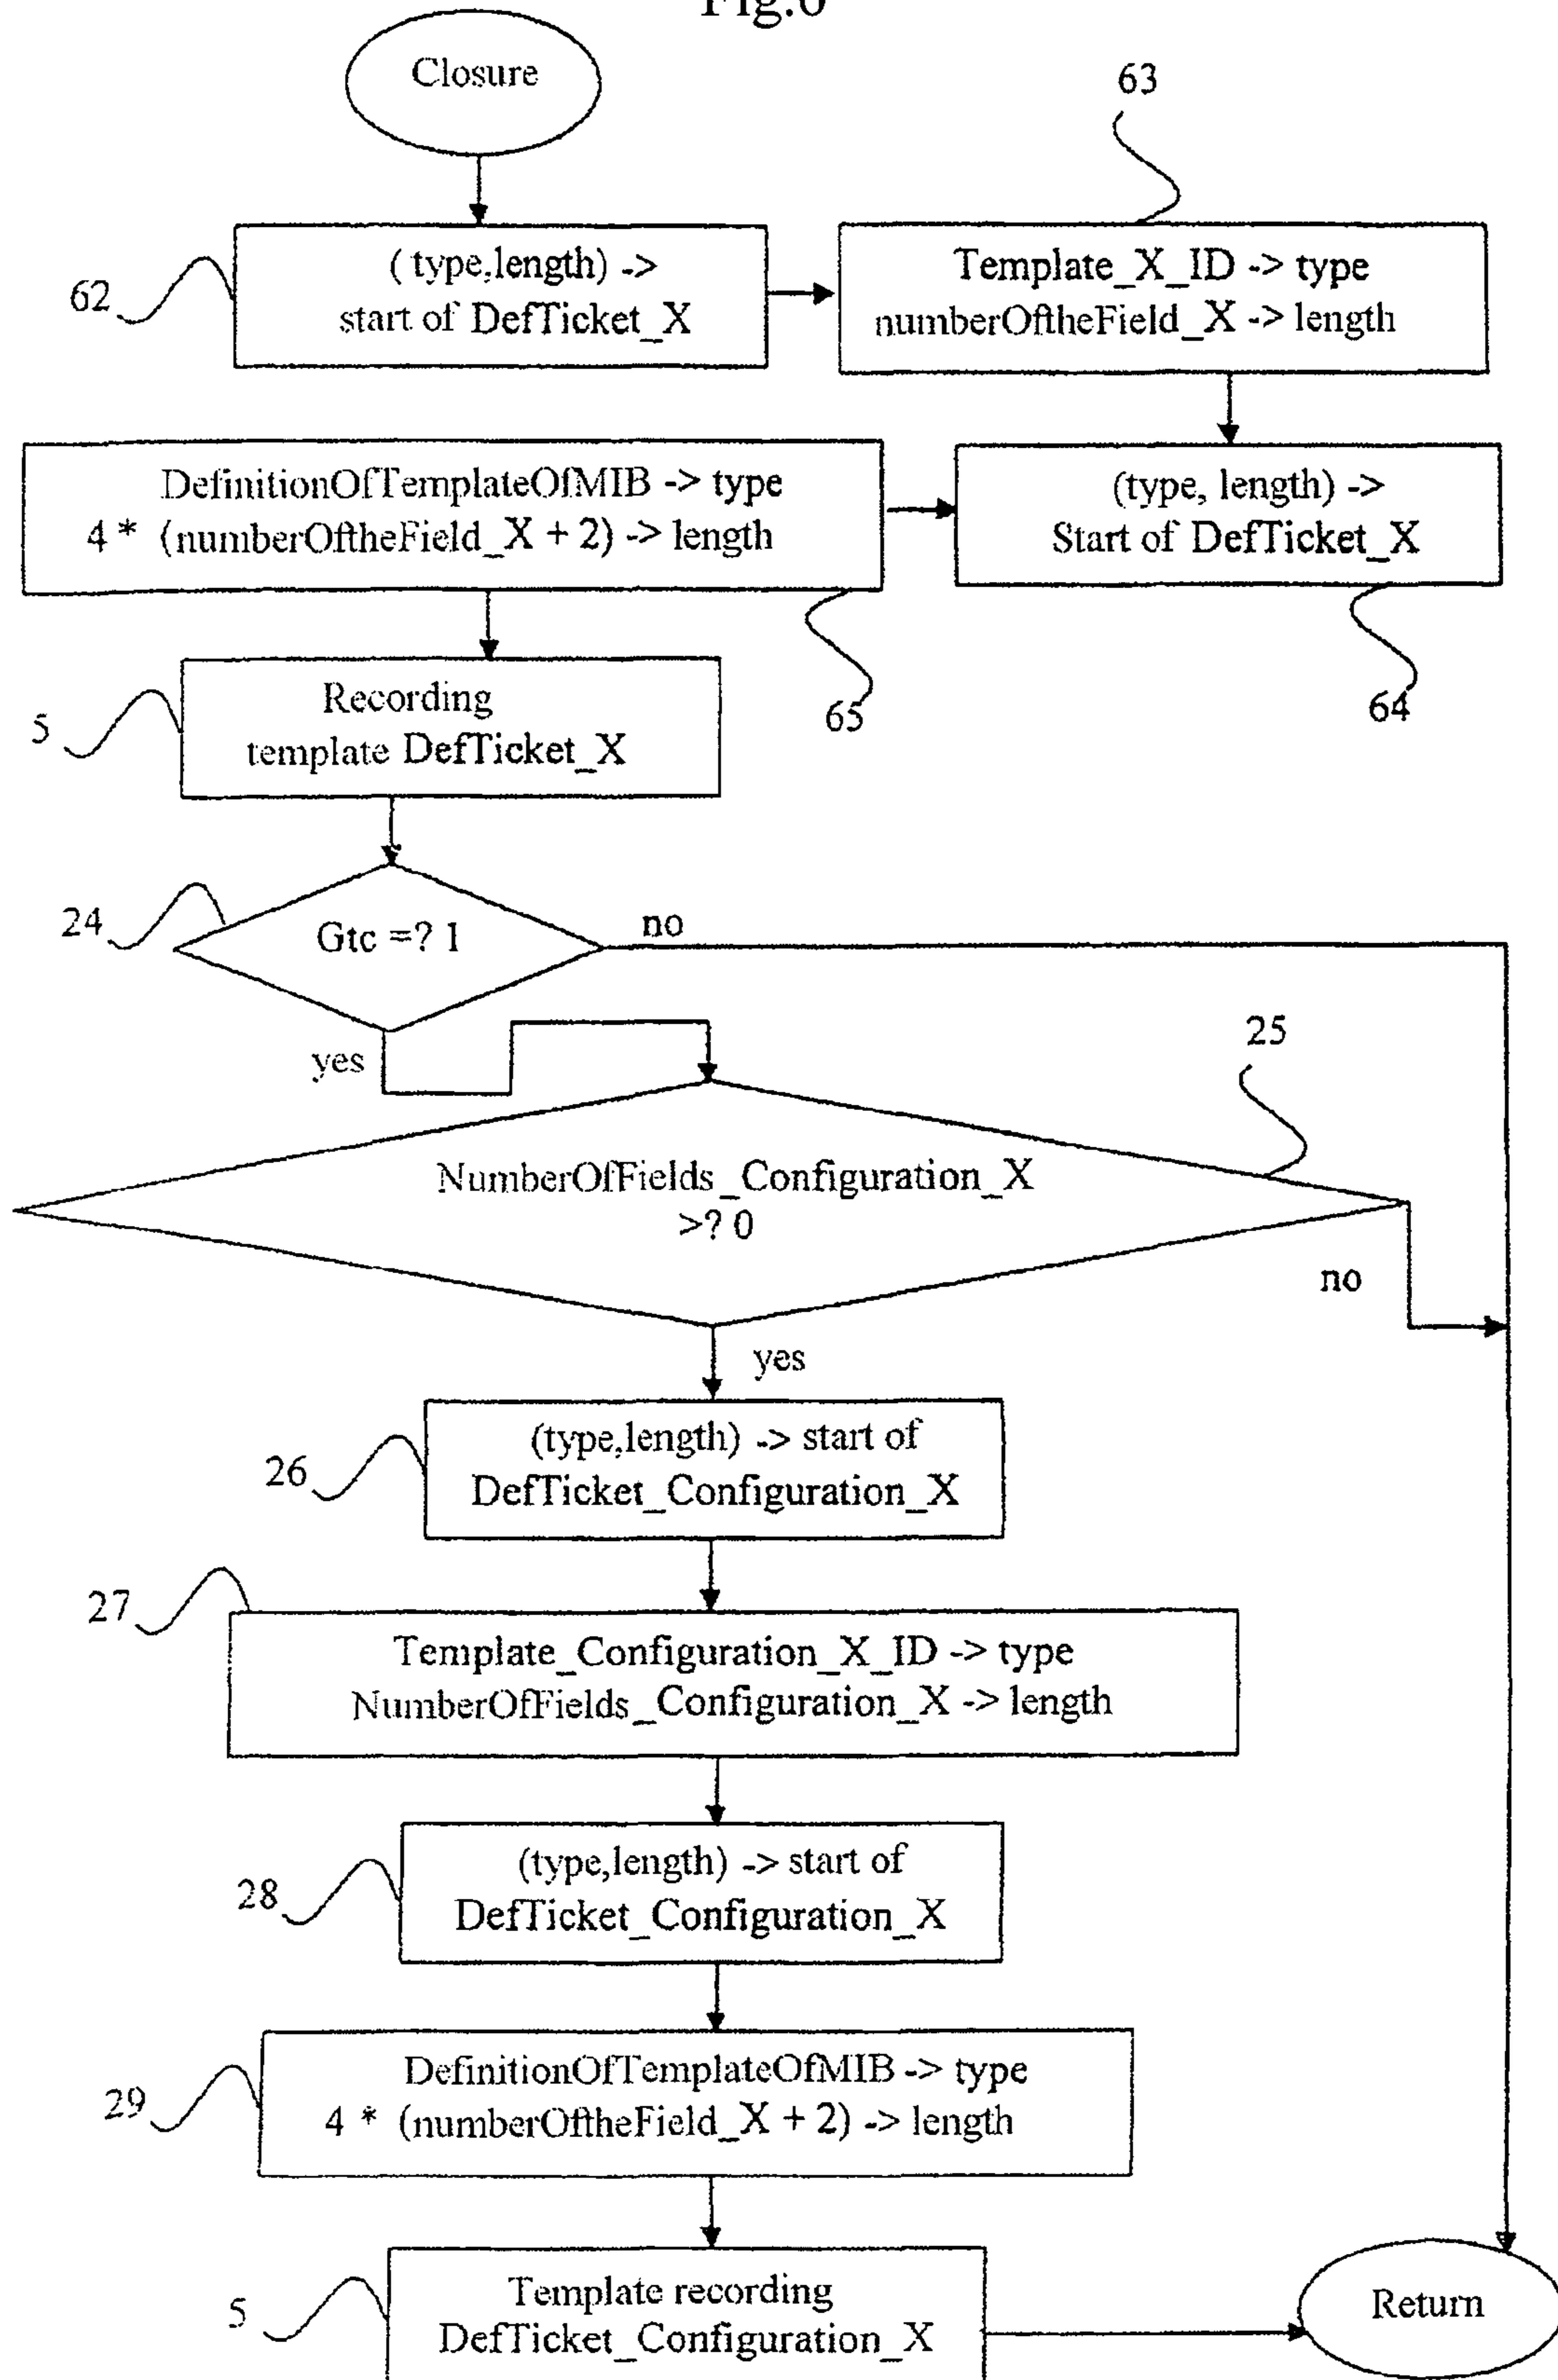 Fig.6
Closure
63
62
( type,length) ->
start of DefTicket_X
Template_X_ID -> type
numberOftheField_X -> length
DefinitionOfTemplateOfMIB -> type
4 * (numberOftheField_X + 2) -> length
(type, length) ->
Start of DefTicket_X
65
64
5
Recording
template DefTicket_X
24
Gtc =? 1
no
yes
25
NumberOfFields_Configuration_X
>? 0
no
yes
26
(type,length) -> start of
DefTicket_Configuration_X
27
Template_Configuration_X_ID -> type
NumberOfFields_Configuration_X -> length
28
(type,length) -> start of
DefTicket_Configuration_X
29
DefinitionOfTemplateOfMIB -> type
4 * (numberOftheField_X + 2) -> length
5
Template recording
DefTicket_Configuration_X
Return